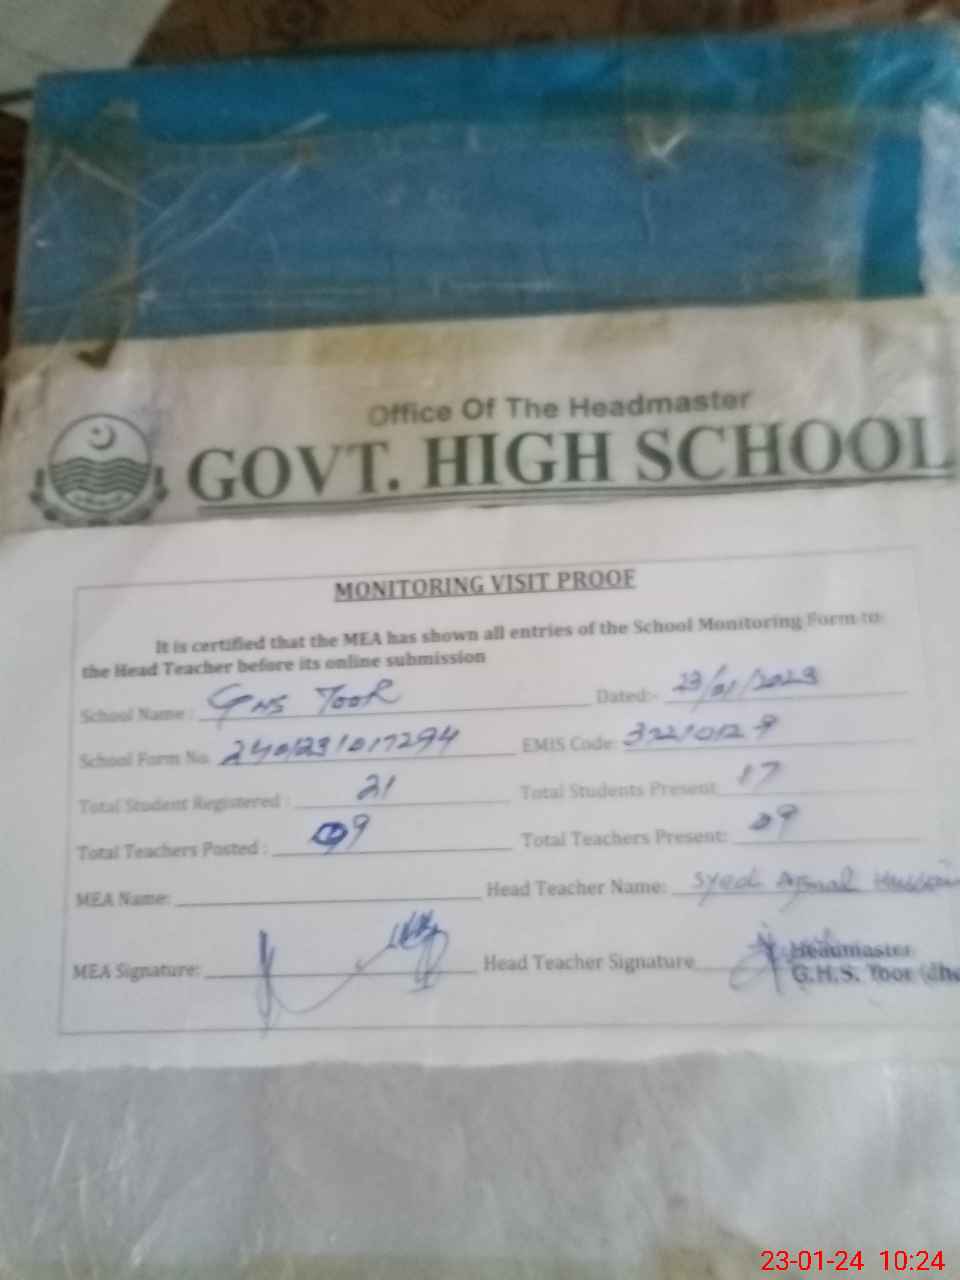 Office Of The Headmaster
GOVT. HIGH SCHOOL
MONITORING VISIT PROOF
It is certified that the MEA has shown all entries of the School Monitoring Form to
the Head Teacher before its online submission
School Name: GHS TOOR Dated:- 23/01/2023
School Form No. EMIS Code:
Total Student Registered: 21 Total Students Present 17
Total Teachers Posted: 09 Total Teachers Present: 09
MEA Name: Head Teacher Name: Syed Ajmal Hussain
MEA Signature: Head Teacher Signature Headmaster
G.H.S. Toor
23-01-24 10:24